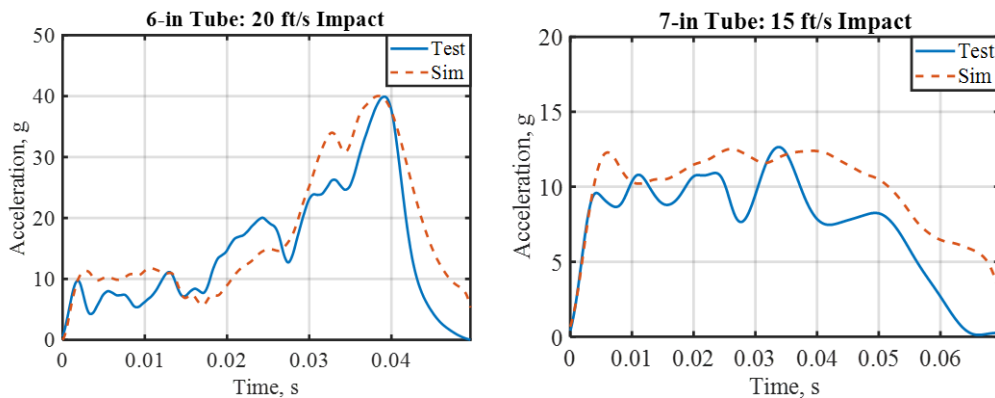 6-in Tube: 20 ft/s Impact
50
40
30
20
10
0
Acceleration, g
Test
Sim
0 0.01 0.02 0.03 0.04
Time, s
7-in Tube: 15 ft/s Impact
20
15
10
5
0
Acceleration, g
Test
Sim
0 0.01 0.02 0.03 0.04 0.05 0.06
Time, s